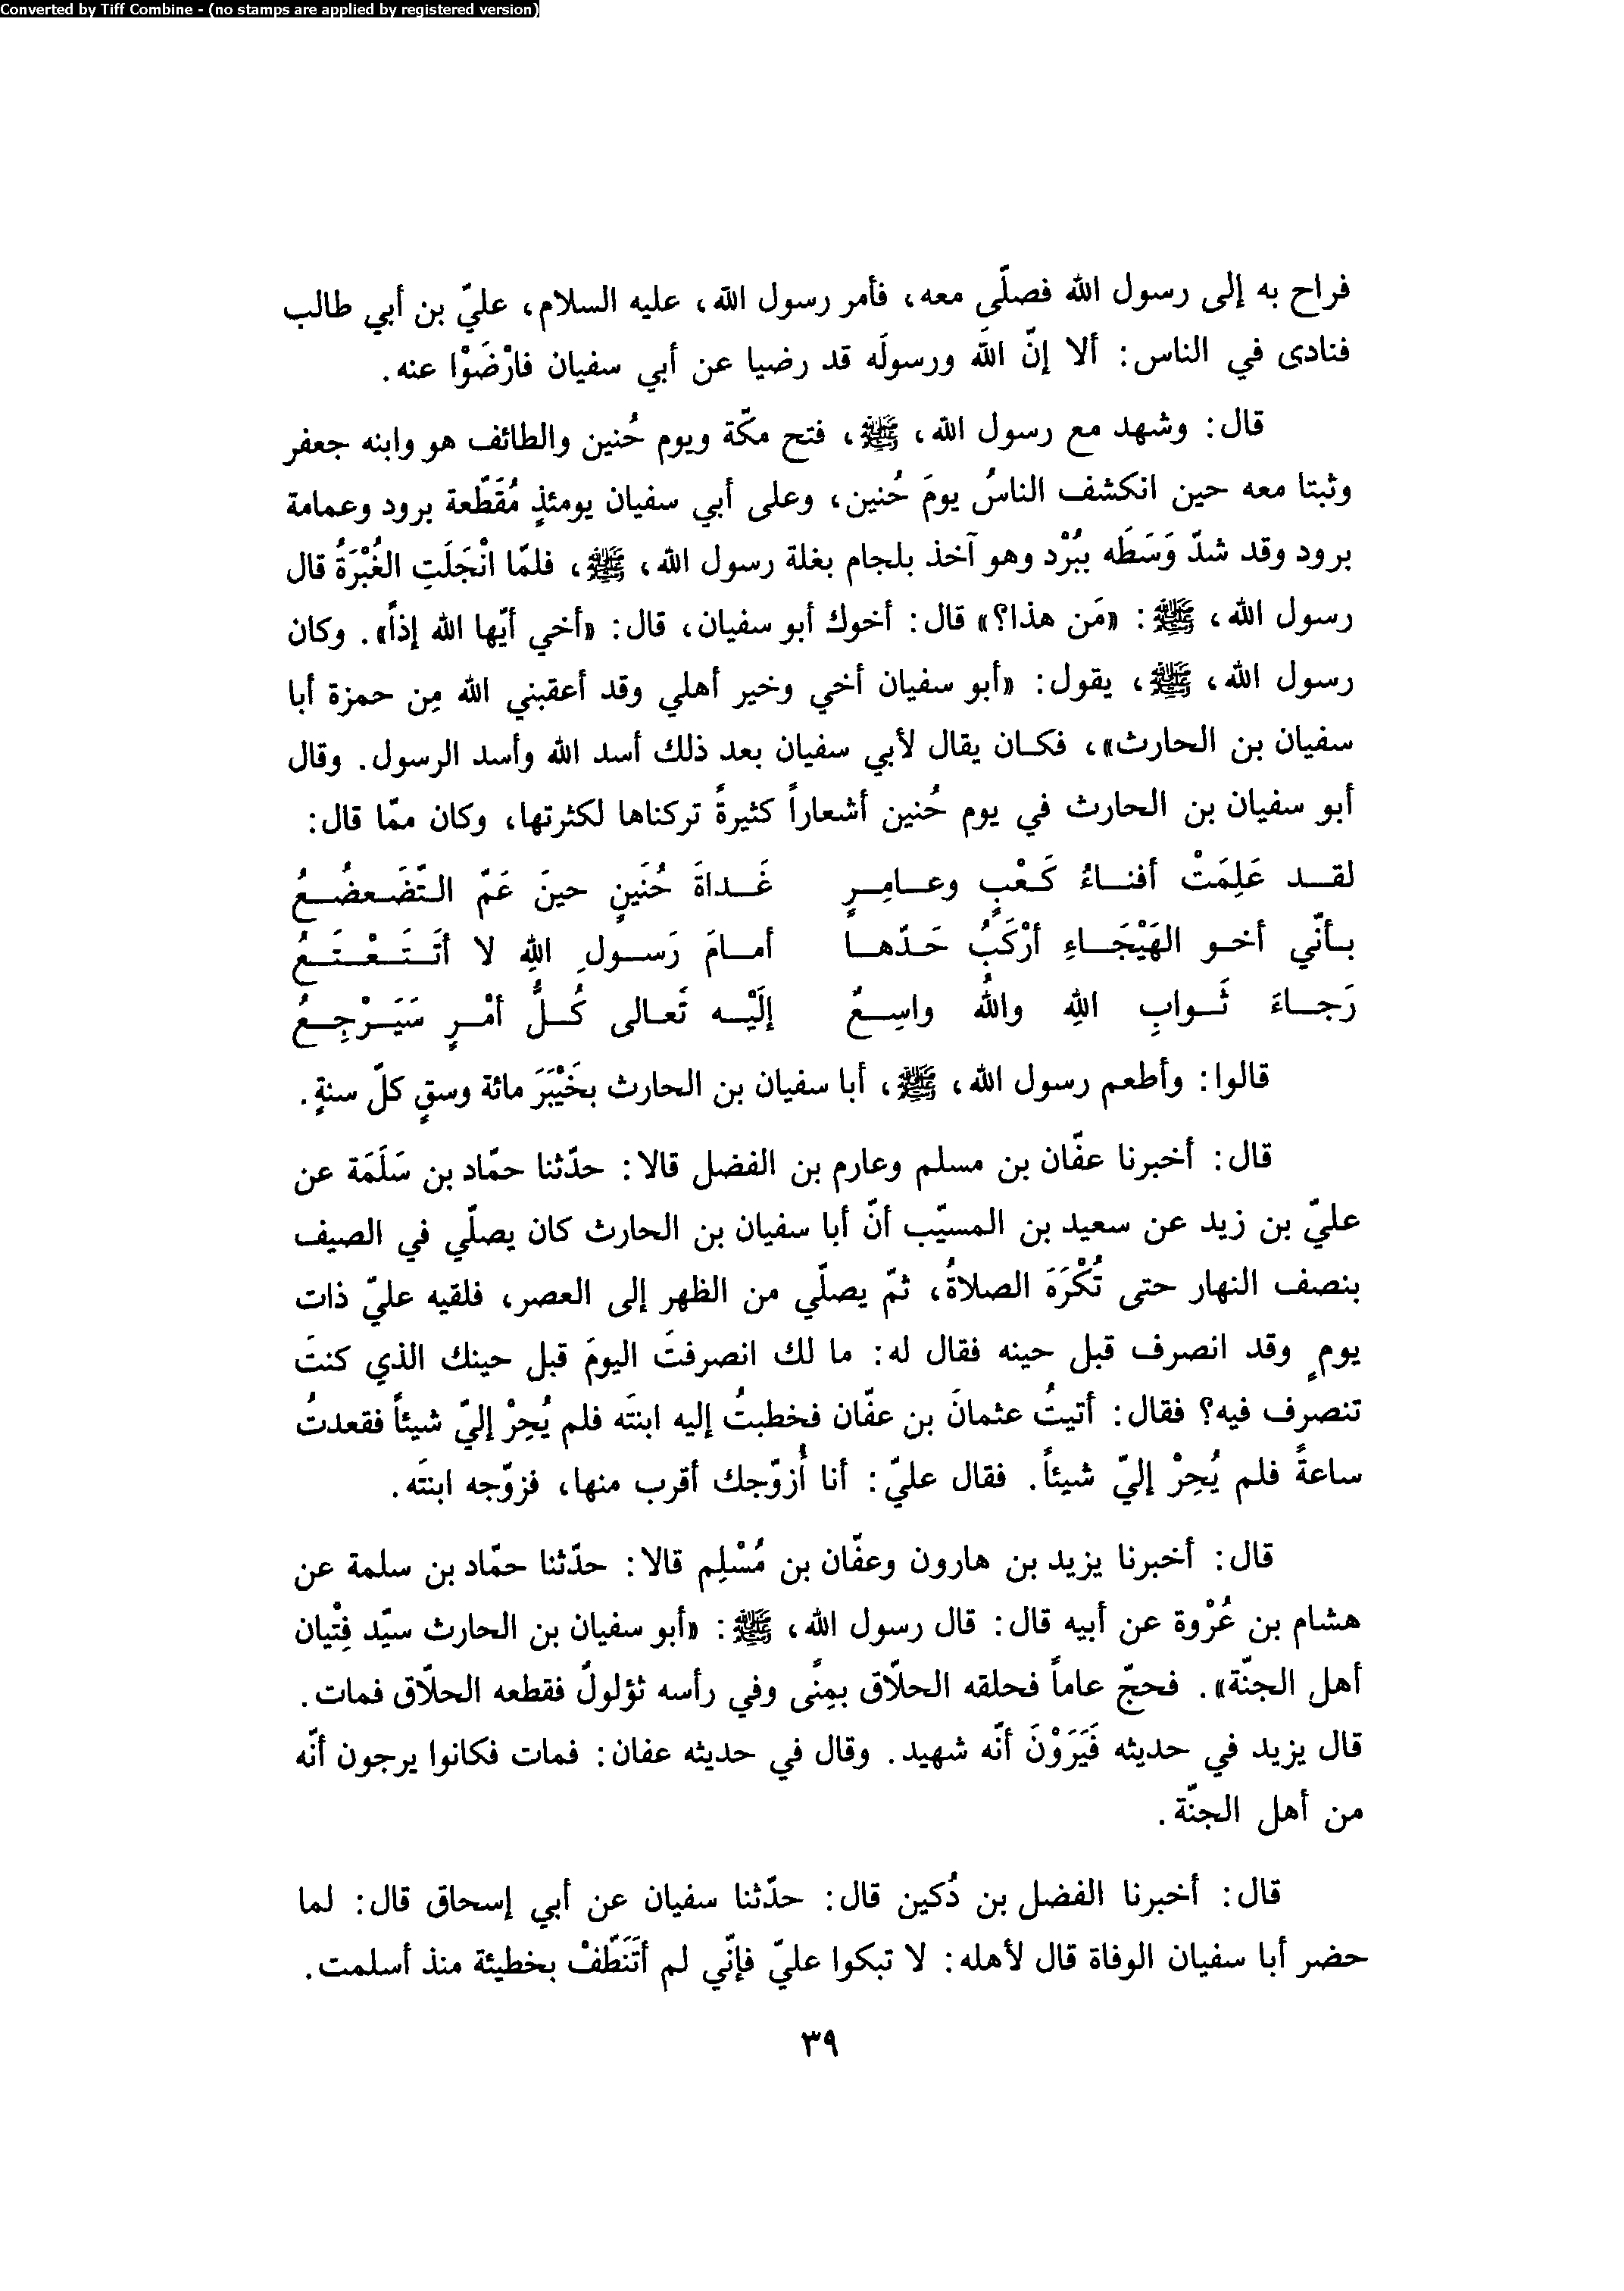 Converted by Tiff Combine - (no stamps are applied by registered version)
فراح به إلى رسول الله فصلّى معه، فأمر رسول الله، عليه السلام، عليّ بن أبي طالب
فنادى في الناس: ألا إنّ اللهَ ورسولَه قد رضيا عن أبي سفيان فارْضَوْا عنه.
قال: وشهد مع رسول الله، ﷺ، فتح مكّة ويوم حُنين والطائف هو وابنه جعفر
وثبتا معه حين انكشف الناسُ يومَ حُنين، وعلى أبي سفيان يومئذٍ مُقَطّعة برود وعمامة
برود وقد شدّ وَسَطَه ببُرْد وهو آخذ بلجام بغلة رسول الله، ﷺ، فلمّا انْجَلَتِ الغُبْرَةُ قال
رسول الله، ﷺ: «مَن هذا؟» قال: أخوك أبو سفيان، قال: «أخي أيّها الله إذاً». وكان
رسول الله، ﷺ، يقول: «أبو سفيان أخي وخير أهلي وقد أعقبني الله مِن حمزة أبا
سفيان بن الحارث»، فكان يقال لأبي سفيان بعد ذلك أسد الله وأسد الرسول. وقال
أبو سفيان بن الحارث في يوم حُنين أشعاراً كثيرةً تركناها لكثرتها، وكان ممّا قال:
لقد عَلِمَتْ أفناءُ كَعْبٍ وعامِرٍ غَداةَ حُنَينٍ حينَ عَمّ التّضَعضُعُ
بأنّي أخو الهَيْجَاءِ أرْكَبُ حَدّها أمامَ رَسولِ اللهِ لا أتَتَعْتَعُ
رَجاءَ ثَوابِ اللهِ واللهُ واسِعٌ إلَيْه تَعالى كُلُّ أمْرٍ سَيَرْجِعُ
قالوا: وأطعم رسول الله، ﷺ، أبا سفيان بن الحارث بخَيْبَرَ مائة وسقٍ كلّ سنةٍ.
قال: أخبرنا عفّان بن مسلم وعارم بن الفضل قالا: حدّثنا حمّاد بن سَلَمَة عن
عليّ بن زيد عن سعيد بن المسيّب أنّ أبا سفيان بن الحارث كان يصلّي في الصيف
بنصف النهار حتى تُكْرَهَ الصلاةُ، ثمّ يصلّي من الظهر إلى العصر، فلقيه عليّ ذات
يومٍ وقد انصرف قبل حينه فقال له: ما لك انصرفتَ اليومَ قبل حينك الذي كنتَ
تنصرف فيه؟ فقال: أتيتُ عثمانَ بن عفّان فخطبتُ إليه ابنتَه فلم يُحِرْ إليّ شيئاً فقعدتُ
ساعةً فلم يُحِرْ إليّ شيئاً. فقال عليّ: أنا أُزوّجك أقرب منها، فزوّجه ابنتَه.
قال: أخبرنا يزيد بن هارون وعفّان بن مُسْلِم قالا: حدّثنا حمّاد بن سلمة عن
هشام بن عُرْوة عن أبيه قال: قال رسول الله، ﷺ: «أبو سفيان بن الحارث سيّد فِتْيان
أهل الجنّة». فحجّ عاماً فحلقه الحلّاق بمِنًى وفي رأسه ثؤلولٌ فقطعه الحلّاق فمات.
قال يزيد في حديثه فَيَرَوْنَ أنّه شهيد. وقال في حديثه عفان: فمات فكانوا يرجون أنّه
من أهل الجنّة.
قال: أخبرنا الفضل بن دُكين قال: حدّثنا سفيان عن أبي إسحاق قال: لما
حضر أبا سفيان الوفاة قال لأهله: لا تبكوا عليّ فإنّي لم أتَنَطّفْ بخطيئة منذ أسلمت.
٣٩